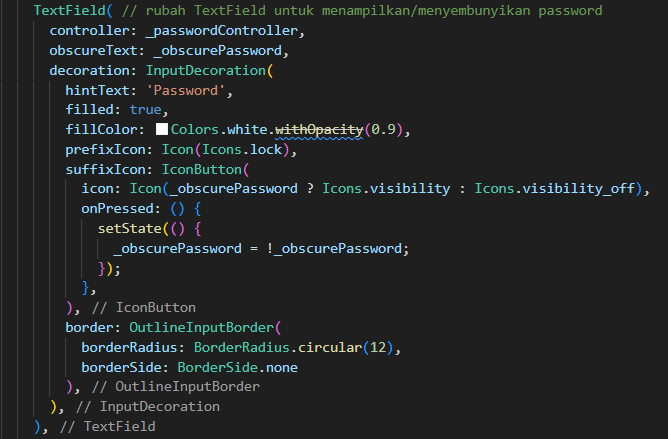 TextField( // rubah TextField untuk menampilkan/menyembunyikan password
controller: _passwordController,
obscureText: _obscurePassword,
decoration: InputDecoration(
hintText: 'Password',
filled: true,
fillColor: Colors.white.withOpacity(0.9),
prefixIcon: Icon(Icons.lock),
suffixIcon: IconButton(
icon: Icon(_obscurePassword ? Icons.visibility : Icons.visibility_off),
onPressed: () {
setState(() {
_obscurePassword = !_obscurePassword;
});
},
), // IconButton
border: OutlineInputBorder(
borderRadius: BorderRadius.circular(12),
borderSide: BorderSide.none
), // OutlineInputBorder
), // InputDecoration
), // TextField